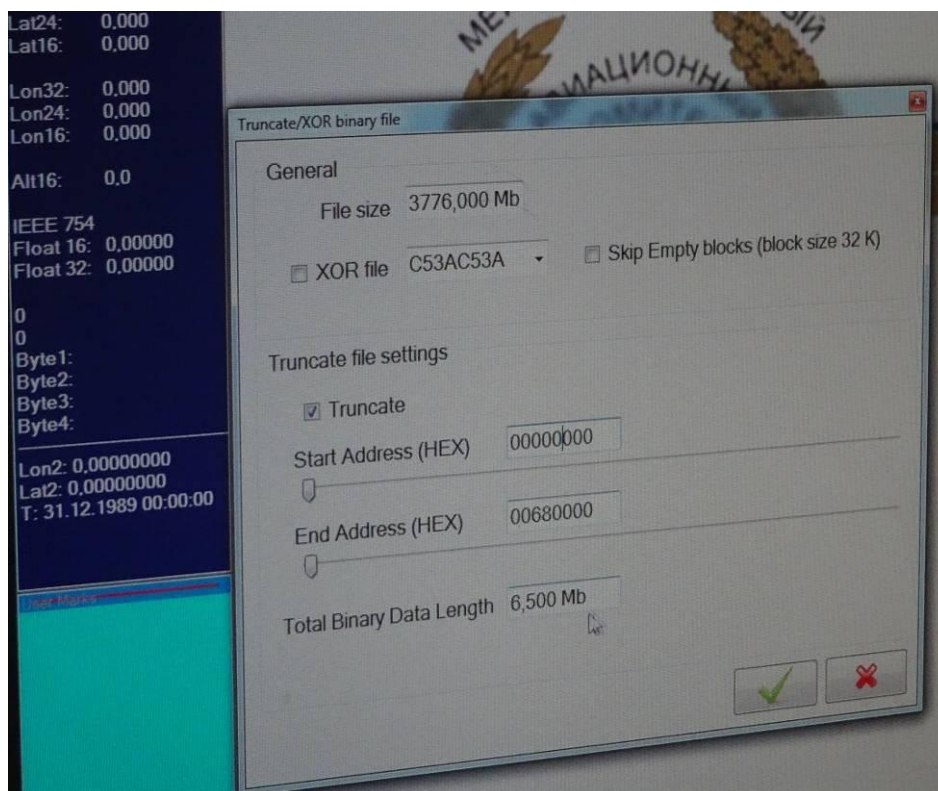 Lat24: 0,000
Lat16: 0,000
Lon32: 0,000
Lon24: 0,000
Lon16: 0,000
Alt16: 0,0
IEEE 754
Float 16: 0,00000
Float 32: 0,00000
0
0
Byte1:
Byte2:
Byte3:
Byte4:
Lon2: 0,00000000
Lat2: 0,00000000
T: 31.12.1989 00:00:00
User Marks
Truncate/XOR binary file
General
File size 3776,000 Mb
XOR file C53AC53A Skip Empty blocks (block size 32 K)
Truncate file settings
Truncate
Start Address (HEX) 00000000
End Address (HEX) 00680000
Total Binary Data Length 6,500 Mb